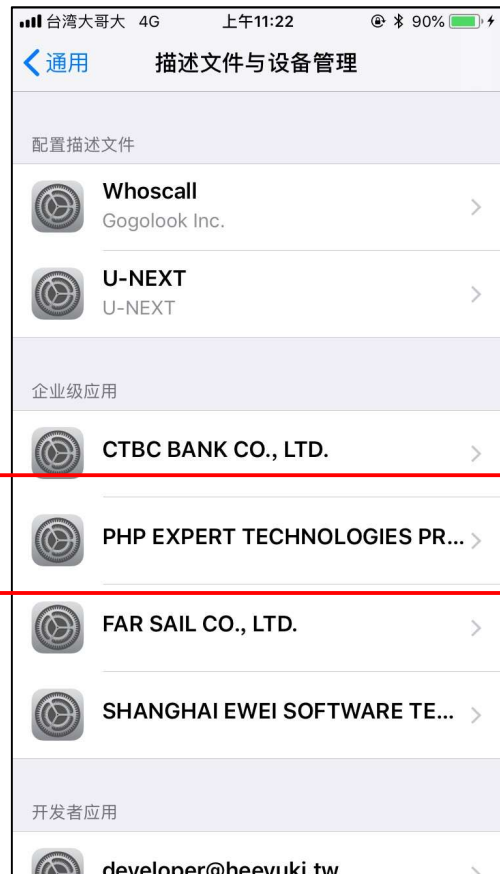 台湾大哥大 4G 上午11:22 90%
通用 描述文件与设备管理
配置描述文件
Whoscall
Gogolook Inc.
U-NEXT
U-NEXT
企业级应用
CTBC BANK CO., LTD.
PHP EXPERT TECHNOLOGIES PR...
FAR SAIL CO., LTD.
SHANGHAI EWEI SOFTWARE TE...
开发者应用
developer@heeyuki.tw